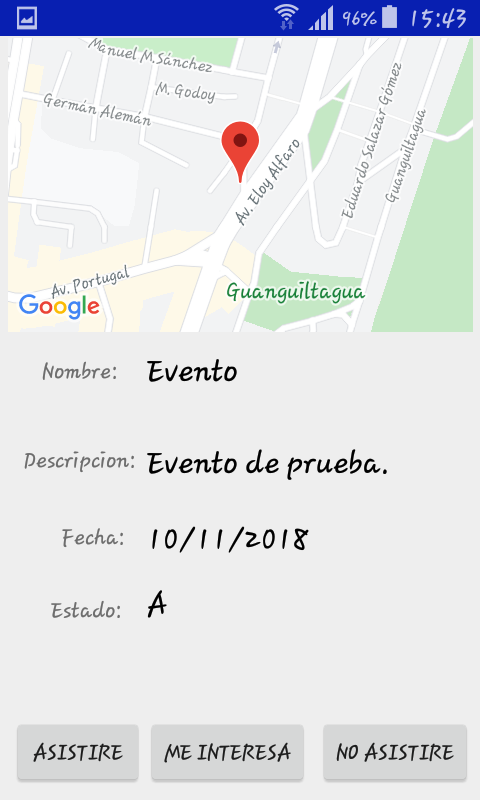 96% 15:43
Manuel M. Sánchez
M. Godoy
Germán Alemán
Av. Eloy Alfaro
Eduardo Salazar Gómez
Guanguiltagua
Av. Portugal
Guanguiltagua
Google
Nombre: Evento
Descripcion: Evento de prueba.
Fecha: 10/11/2018
Estado: A
ASISTIRE ME INTERESA NO ASISTIRE